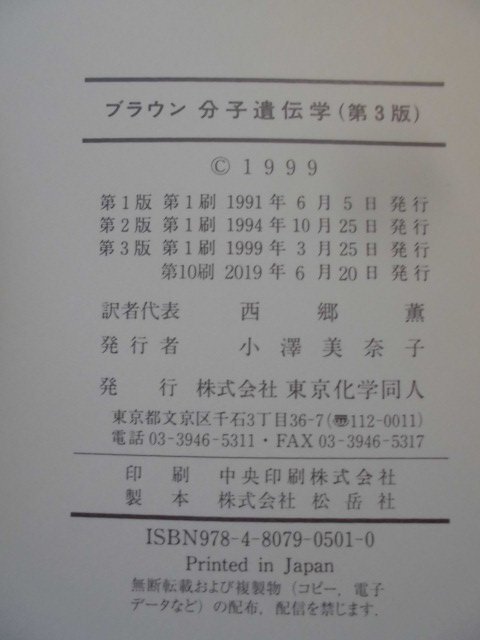 ブラウン 分子遺伝学(第3版)
© 1999
第1版 第1刷 1991年 6月 5日 発行
第2版 第1刷 1994年10月25日 発行
第3版 第1刷 1999年 3月25日 発行
第10刷 2019年 6月20日 発行
訳者代表 西郷 薫
発行者 小澤美奈子
発行 株式会社 東京化学同人
東京都文京区千石3丁目36-7(〠112-0011)
電話 03-3946-5311・FAX 03-3946-5317
印刷 中央印刷株式会社
製本 株式会社 松岳社
ISBN978-4-8079-0501-0
Printed in Japan
無断転載および複製物(コピー,電子
データなど)の配布,配信を禁じます.